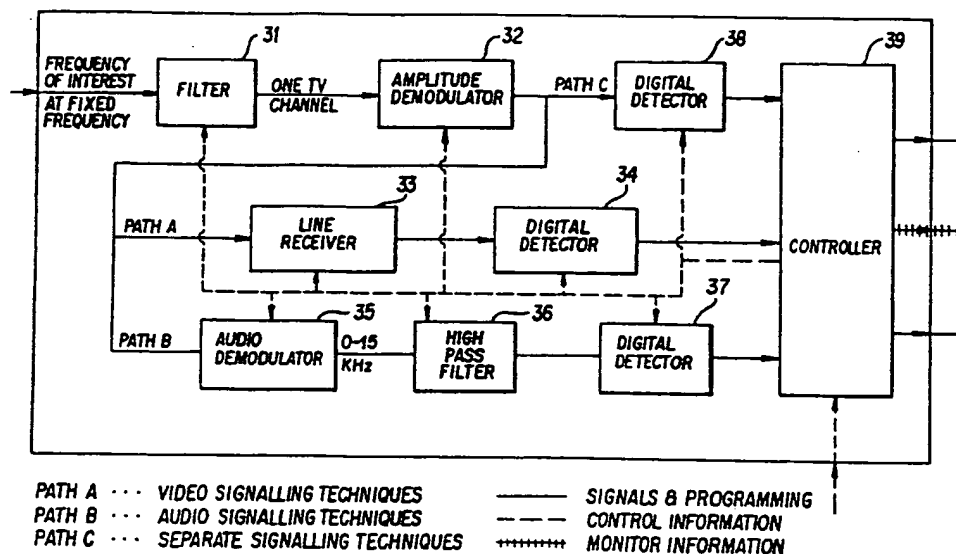 31
32
38
39
FREQUENCY
OF INTEREST
AT FIXED
FREQUENCY
FILTER
ONE TV
CHANNEL
AMPLITUDE
DEMODULATOR
PATH C
DIGITAL
DETECTOR
33
34
PATH A
LINE
RECEIVER
DIGITAL
DETECTOR
CONTROLLER
35
36
37
PATH B
AUDIO
DEMODULATOR
0-15
KHz
HIGH
PASS
FILTER
DIGITAL
DETECTOR
PATH A ··· VIDEO SIGNALLING TECHNIQUES
PATH B ··· AUDIO SIGNALLING TECHNIQUES
PATH C ··· SEPARATE SIGNALLING TECHNIQUES
SIGNALS & PROGRAMMING
CONTROL INFORMATION
MONITOR INFORMATION